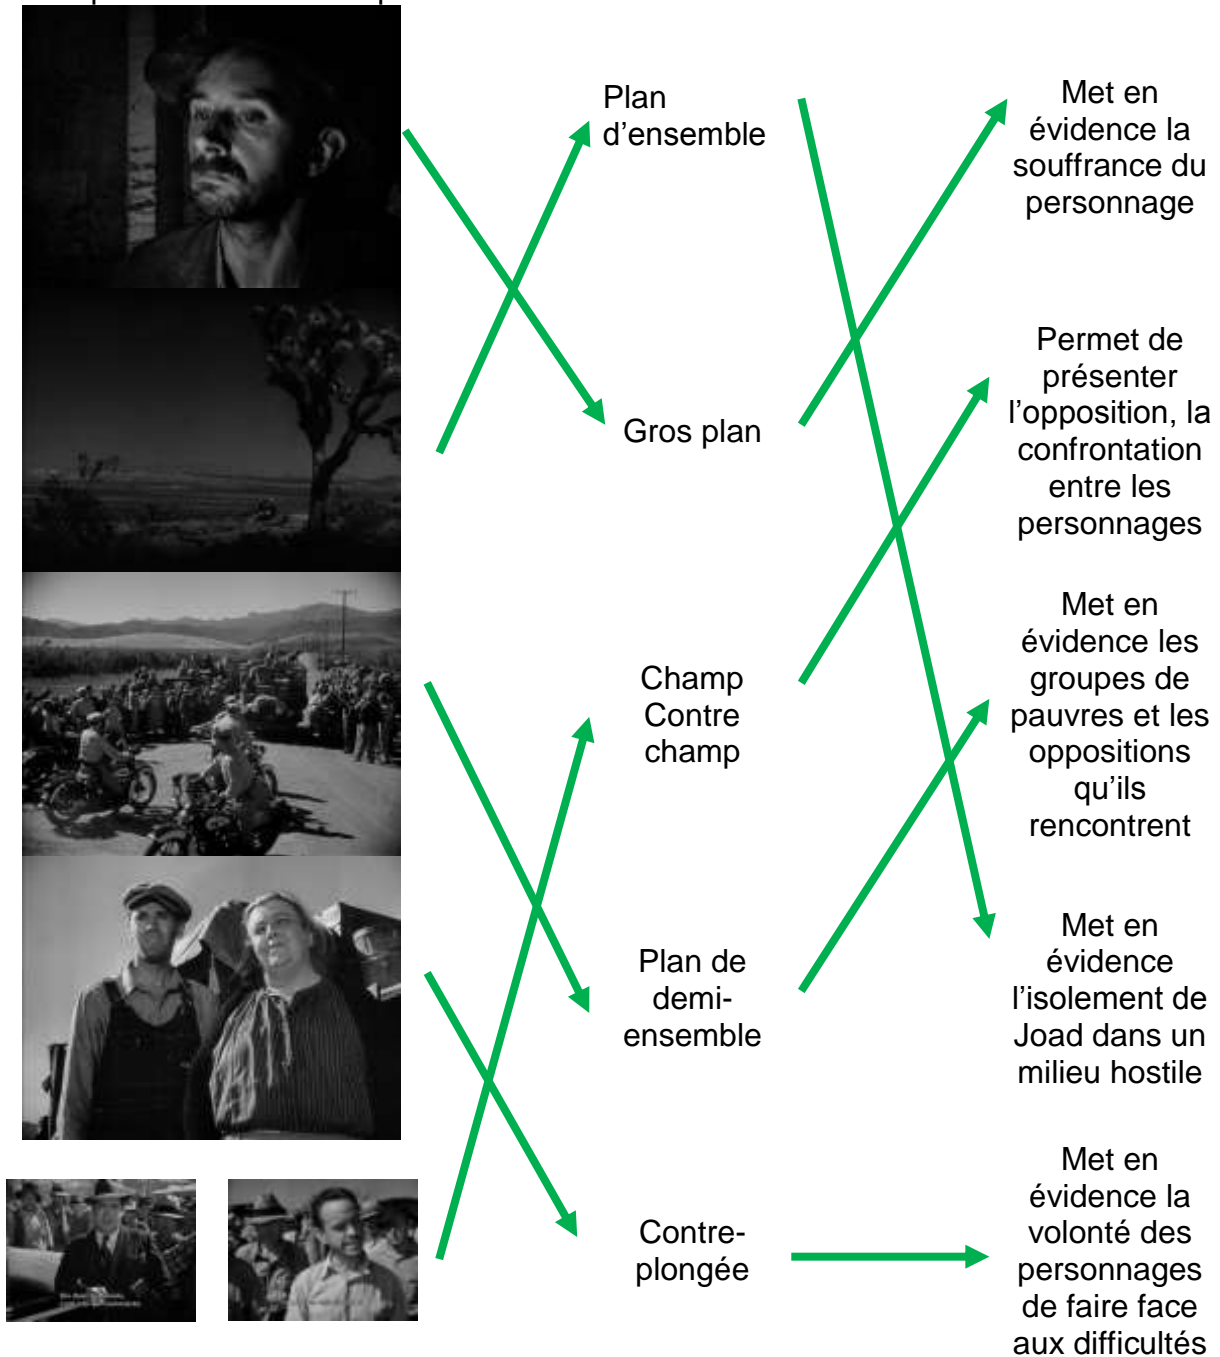 Plan
d’ensemble
Met en
évidence la
souffrance du
personnage
Gros plan
Permet de
présenter
l’opposition, la
confrontation
entre les
personnages
Champ
Contre
champ
Met en
évidence les
groupes de
pauvres et les
oppositions
qu’ils
rencontrent
Plan de
demi-
ensemble
Met en
évidence
l’isolement de
Joad dans un
milieu hostile
Contre-
plongée
Met en
évidence la
volonté des
personnages
de faire face
aux difficultés